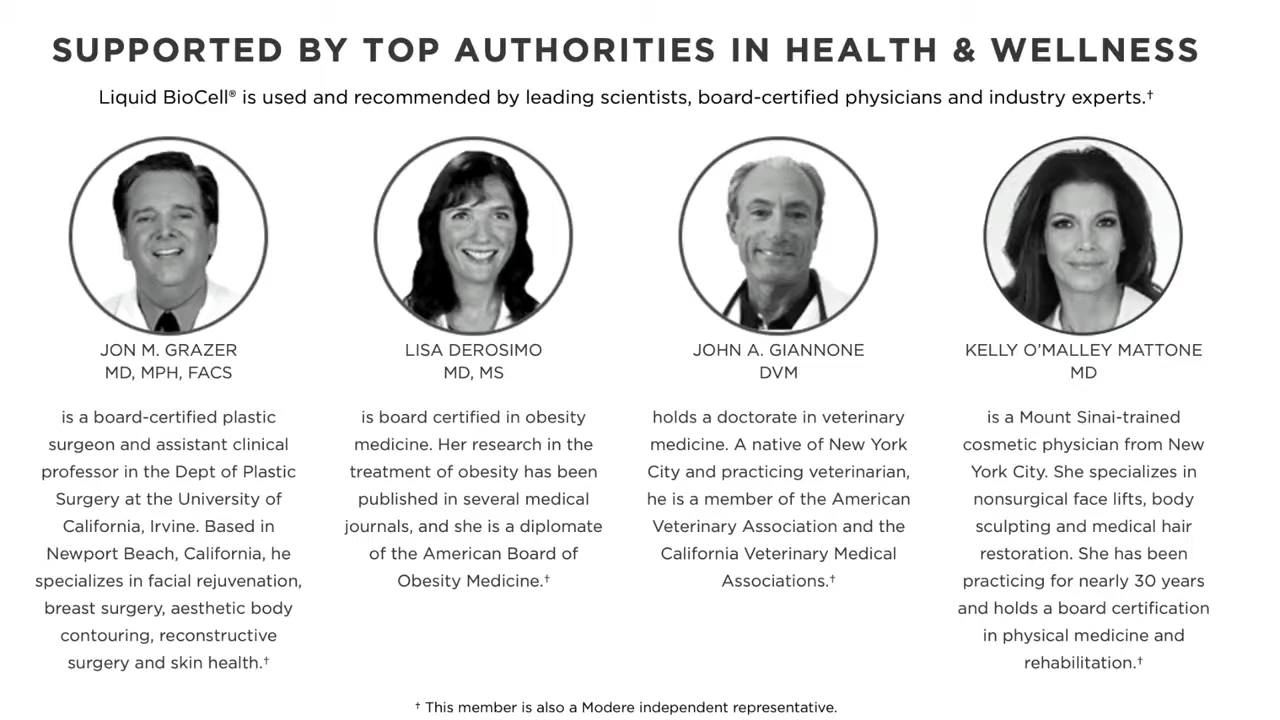 SUPPORTED BY TOP AUTHORITIES IN HEALTH & WELLNESS
Liquid BioCell® is used and recommended by leading scientists, board-certified physicians and industry experts.†
JON M. GRAZER
MD, MPH, FACS
is a board-certified plastic
surgeon and assistant clinical
professor in the Dept of Plastic
Surgery at the University of
California, Irvine. Based in
Newport Beach, California, he
specializes in facial rejuvenation,
breast surgery, aesthetic body
contouring, reconstructive
surgery and skin health.†
LISA DEROSIMO
MD, MS
is board certified in obesity
medicine. Her research in the
treatment of obesity has been
published in several medical
journals, and she is a diplomate
of the American Board of
Obesity Medicine.†
JOHN A. GIANNONE
DVM
holds a doctorate in veterinary
medicine. A native of New York
City and practicing veterinarian,
he is a member of the American
Veterinary Association and the
California Veterinary Medical
Associations.†
KELLY O’MALLEY MATTONE
MD
is a Mount Sinai-trained
cosmetic physician from New
York City. She specializes in
nonsurgical face lifts, body
sculpting and medical hair
restoration. She has been
practicing for nearly 30 years
and holds a board certification
in physical medicine and
rehabilitation.†
† This member is also a Modere independent representative.